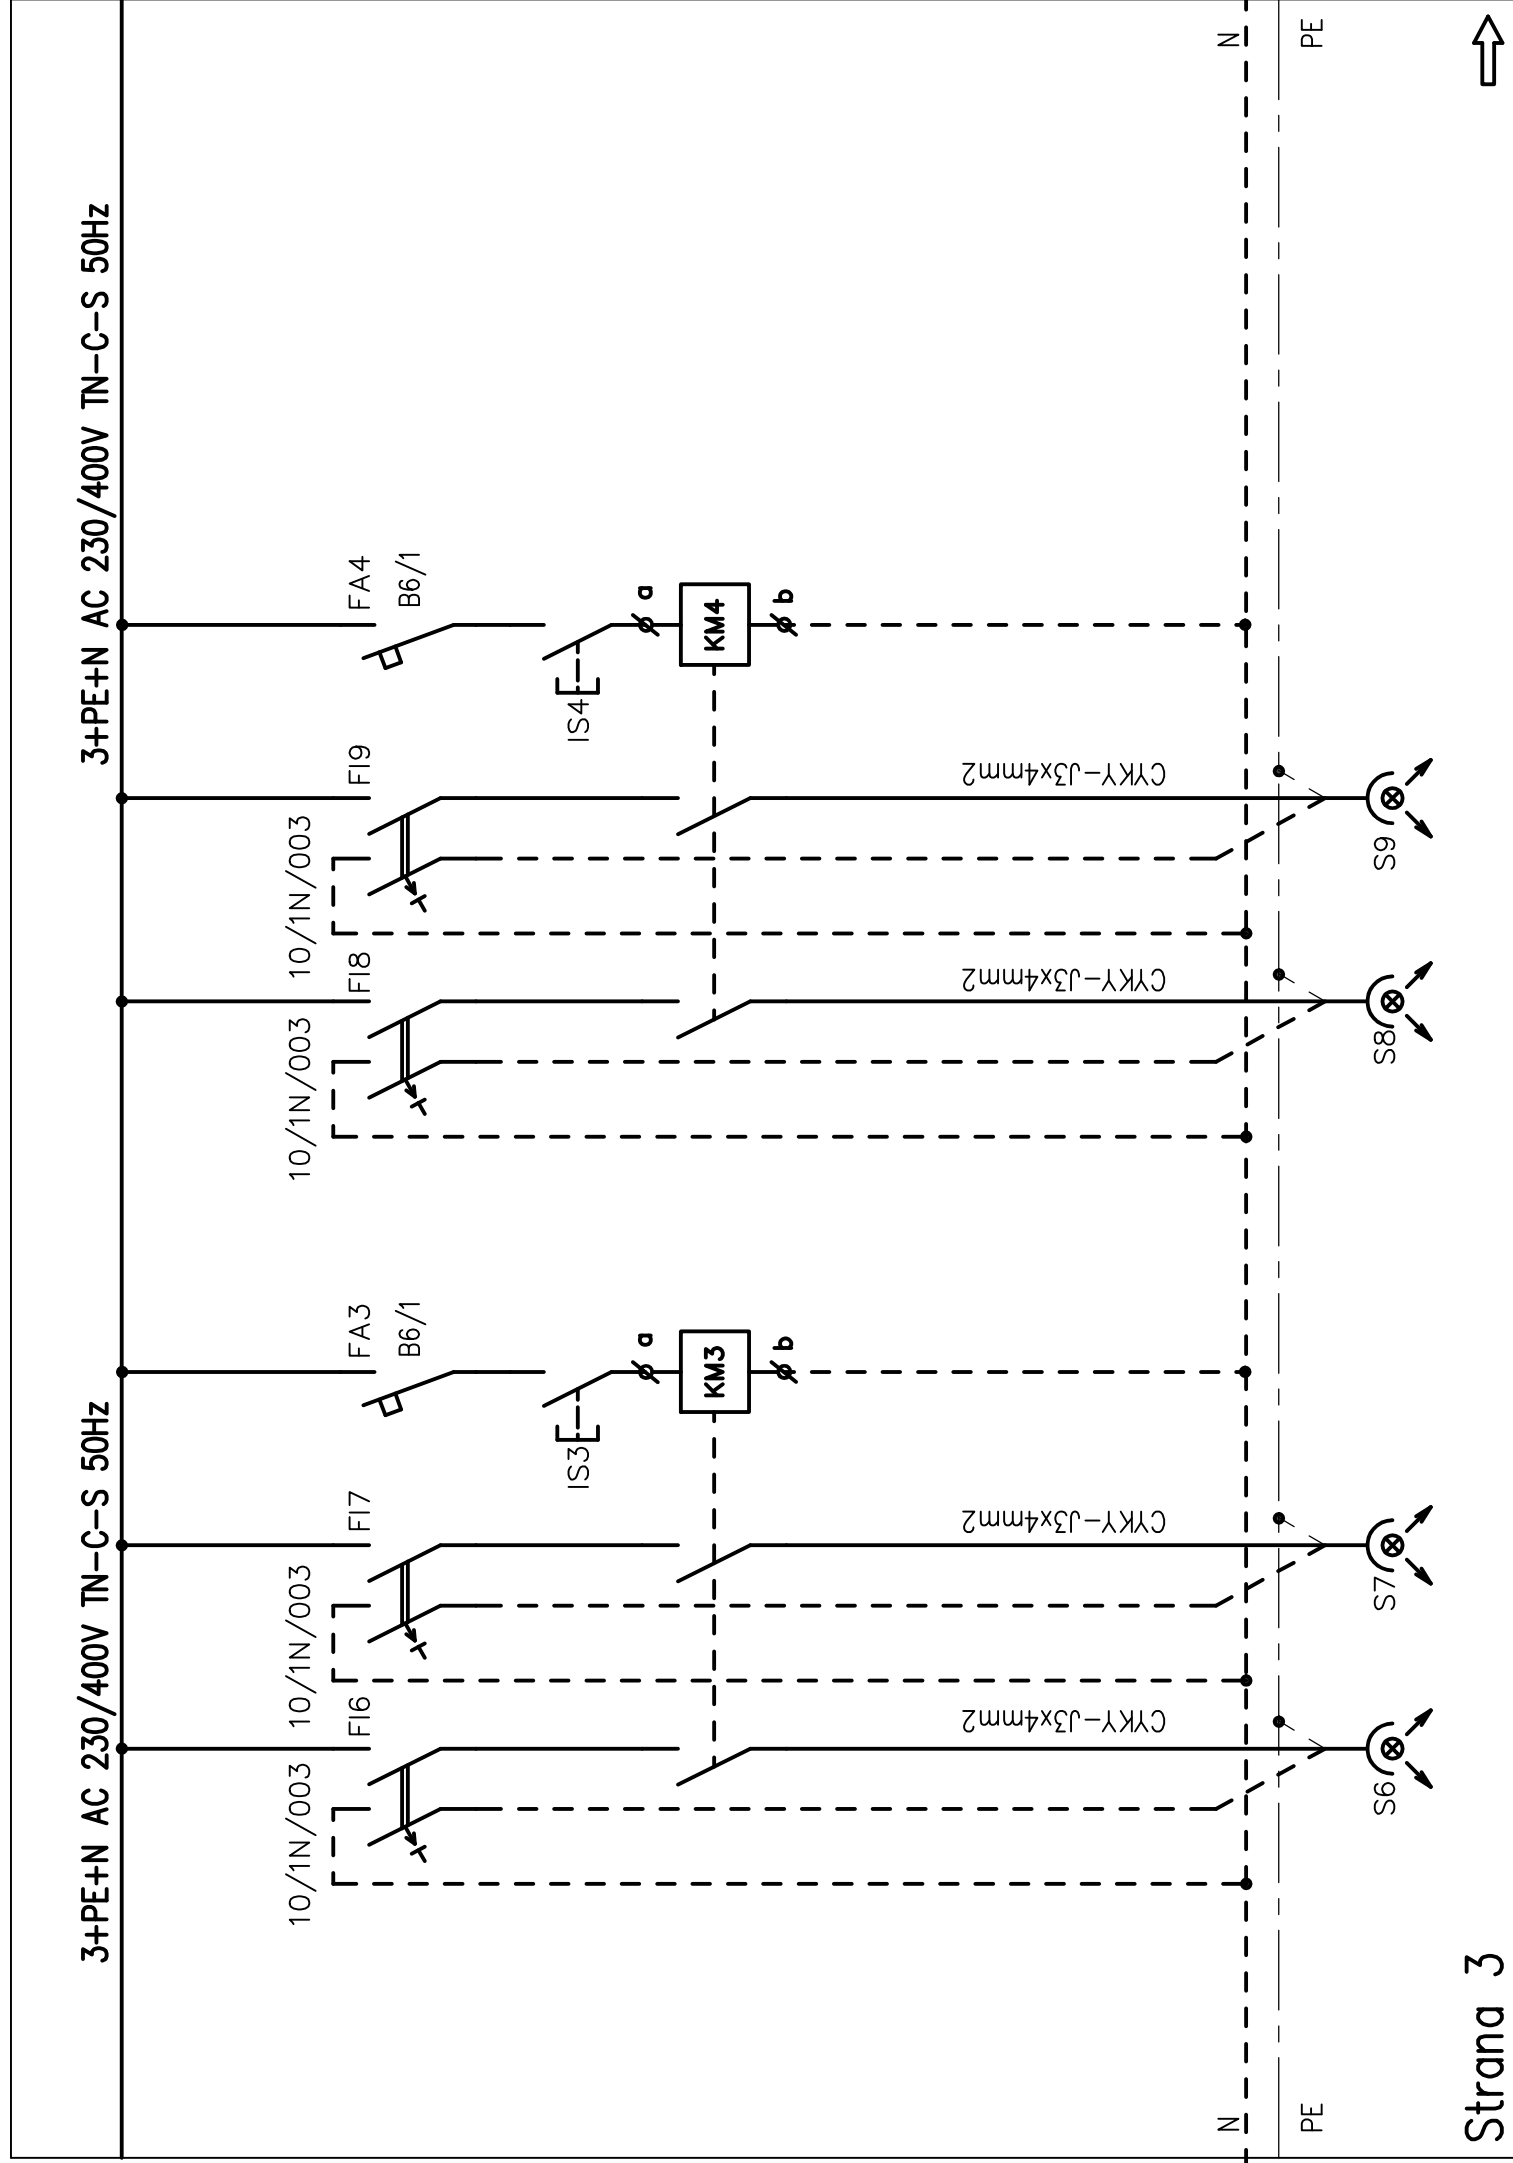 3+PE+N AC 230/400V TN-C-S 50Hz
3+PE+N AC 230/400V TN-C-S 50Hz
10/1N/003
FI6
10/1N/003
FI7
FA3
B6/1
10/1N/003
FI8
10/1N/003
FI9
FA4
B6/1
IS3
a
KM3
b
IS4
a
KM4
b
CYKY-J3x4mm2
CYKY-J3x4mm2
CYKY-J3x4mm2
CYKY-J3x4mm2
N
N
PE
PE
S6
S7
S8
S9
Strana 3